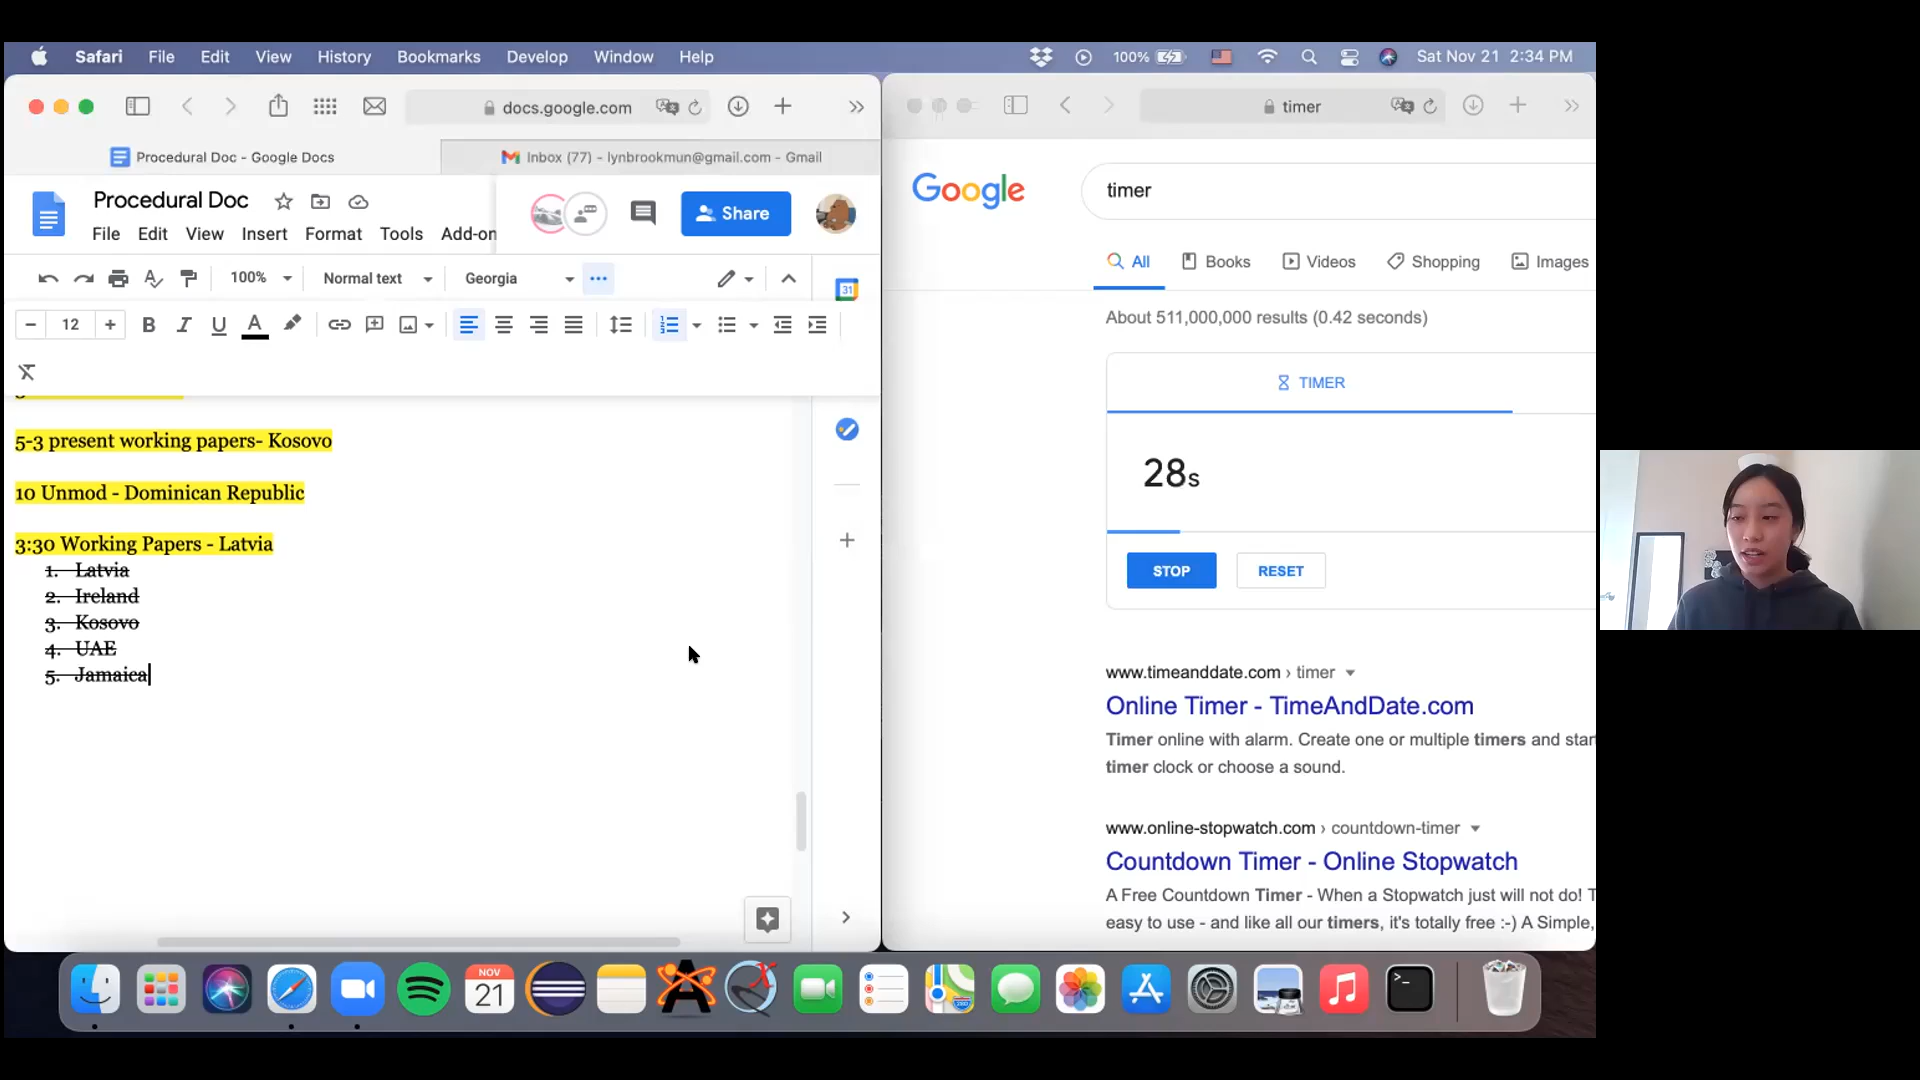 Safari File Edit View History Bookmarks Develop Window Help 100% Sat Nov 21 2:34 PM
docs.google.com
timer
Procedural Doc - Google Docs
Inbox (77) - lynbrookmun@gmail.com - Gmail
Procedural Doc
Share
File Edit View Insert Format Tools Add-on
100% Normal text Georgia
31
12 B I U A
5-3 present working papers- Kosovo
10 Unmod - Dominican Republic
3:30 Working Papers - Latvia
1. Latvia
2. Ireland
3. Kosovo
4. UAE
5. Jamaica
Google
timer
All Books Videos Shopping Images
About 511,000,000 results (0.42 seconds)
TIMER
28s
STOP RESET
www.timeanddate.com › timer
Online Timer - TimeAndDate.com
Timer online with alarm. Create one or multiple timers and start
timer clock or choose a sound.
www.online-stopwatch.com › countdown-timer
Countdown Timer - Online Stopwatch
A Free Countdown Timer - When a Stopwatch just will not do! T
easy to use - and like all our timers, it's totally free :-) A Simple,
NOV
21